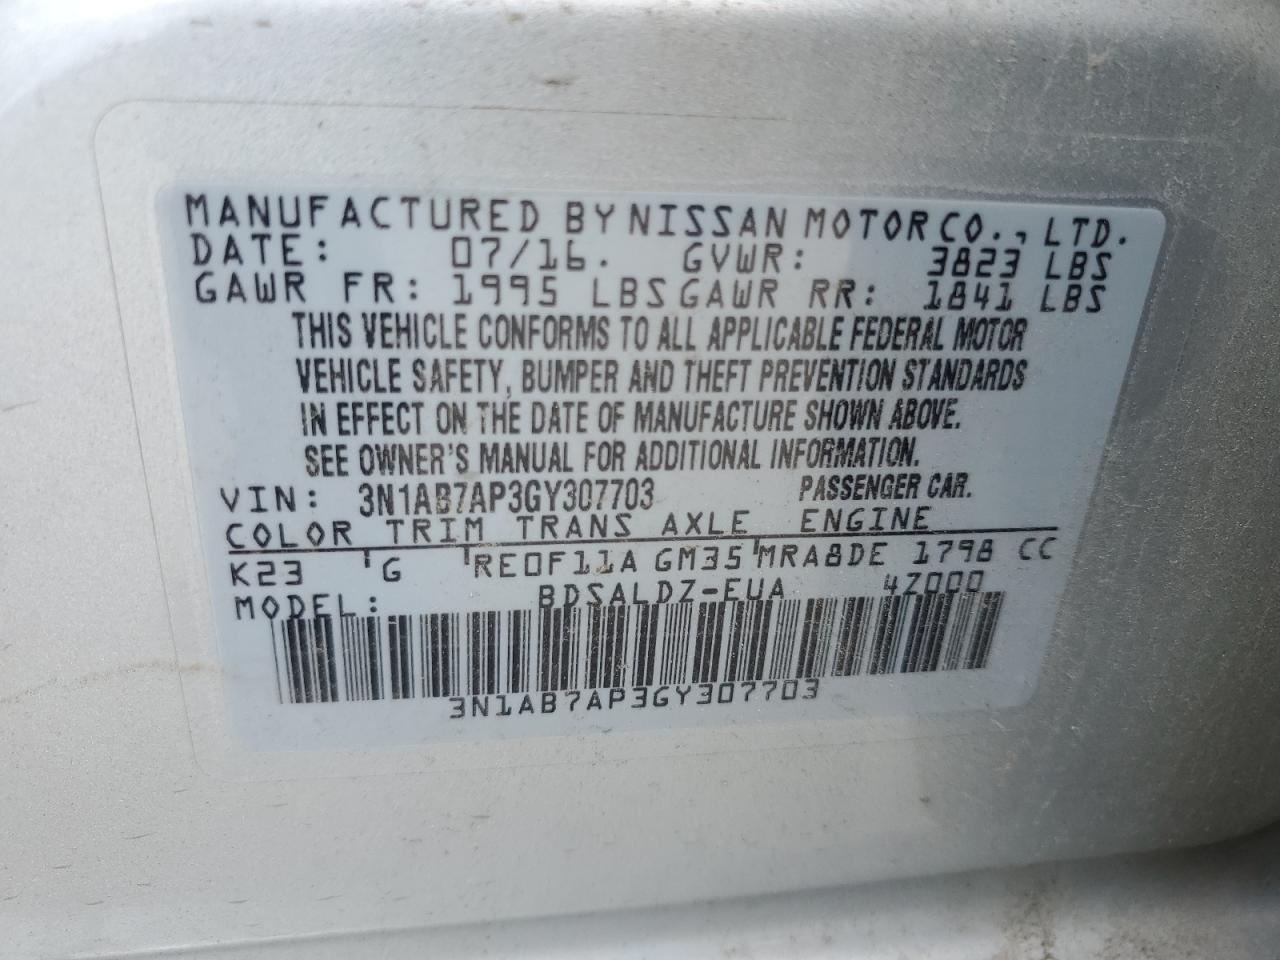 MANUFACTURED BY NISSAN MOTOR CO., LTD.
DATE: 07/16. GVWR: 3823 LBS
GAWR FR: 1995 LBS GAWR RR: 1841 LBS
THIS VEHICLE CONFORMS TO ALL APPLICABLE FEDERAL MOTOR
VEHICLE SAFETY, BUMPER AND THEFT PREVENTION STANDARDS
IN EFFECT ON THE DATE OF MANUFACTURE SHOWN ABOVE.
SEE OWNER'S MANUAL FOR ADDITIONAL INFORMATION.
VIN: 3N1AB7AP3GY307703 PASSENGER CAR.
COLOR TRIM TRANS AXLE ENGINE
K23 'G 'RE0F11A GM35 'MRA8DE 1798 CC
MODEL: BDSALDZ-EUA 4Z000
3N1AB7AP3GY307703